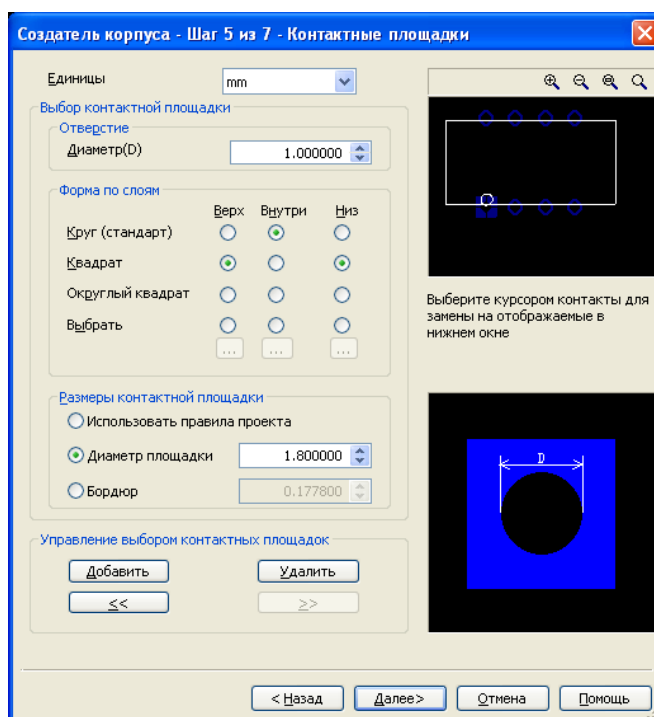 Создатель корпуса - Шаг 5 из 7 - Контактные площадки
Единицы
mm
Выбор контактной площадки
Отверстие
Диаметр(D)
1.000000
Форма по слоям
Верх Внутри Низ
Круг (стандарт)
Квадрат
Округлый квадрат
Выбрать
... ... ...
Размеры контактной площадки
Использовать правила проекта
Диаметр площадки
1.800000
Бордюр
0.177800
Управление выбором контактных площадок
Добавить
Удалить
<<
>>
Выберите курсором контакты для
замены на отображаемые в
нижнем окне
D
< Назад
Далее>
Отмена
Помощь